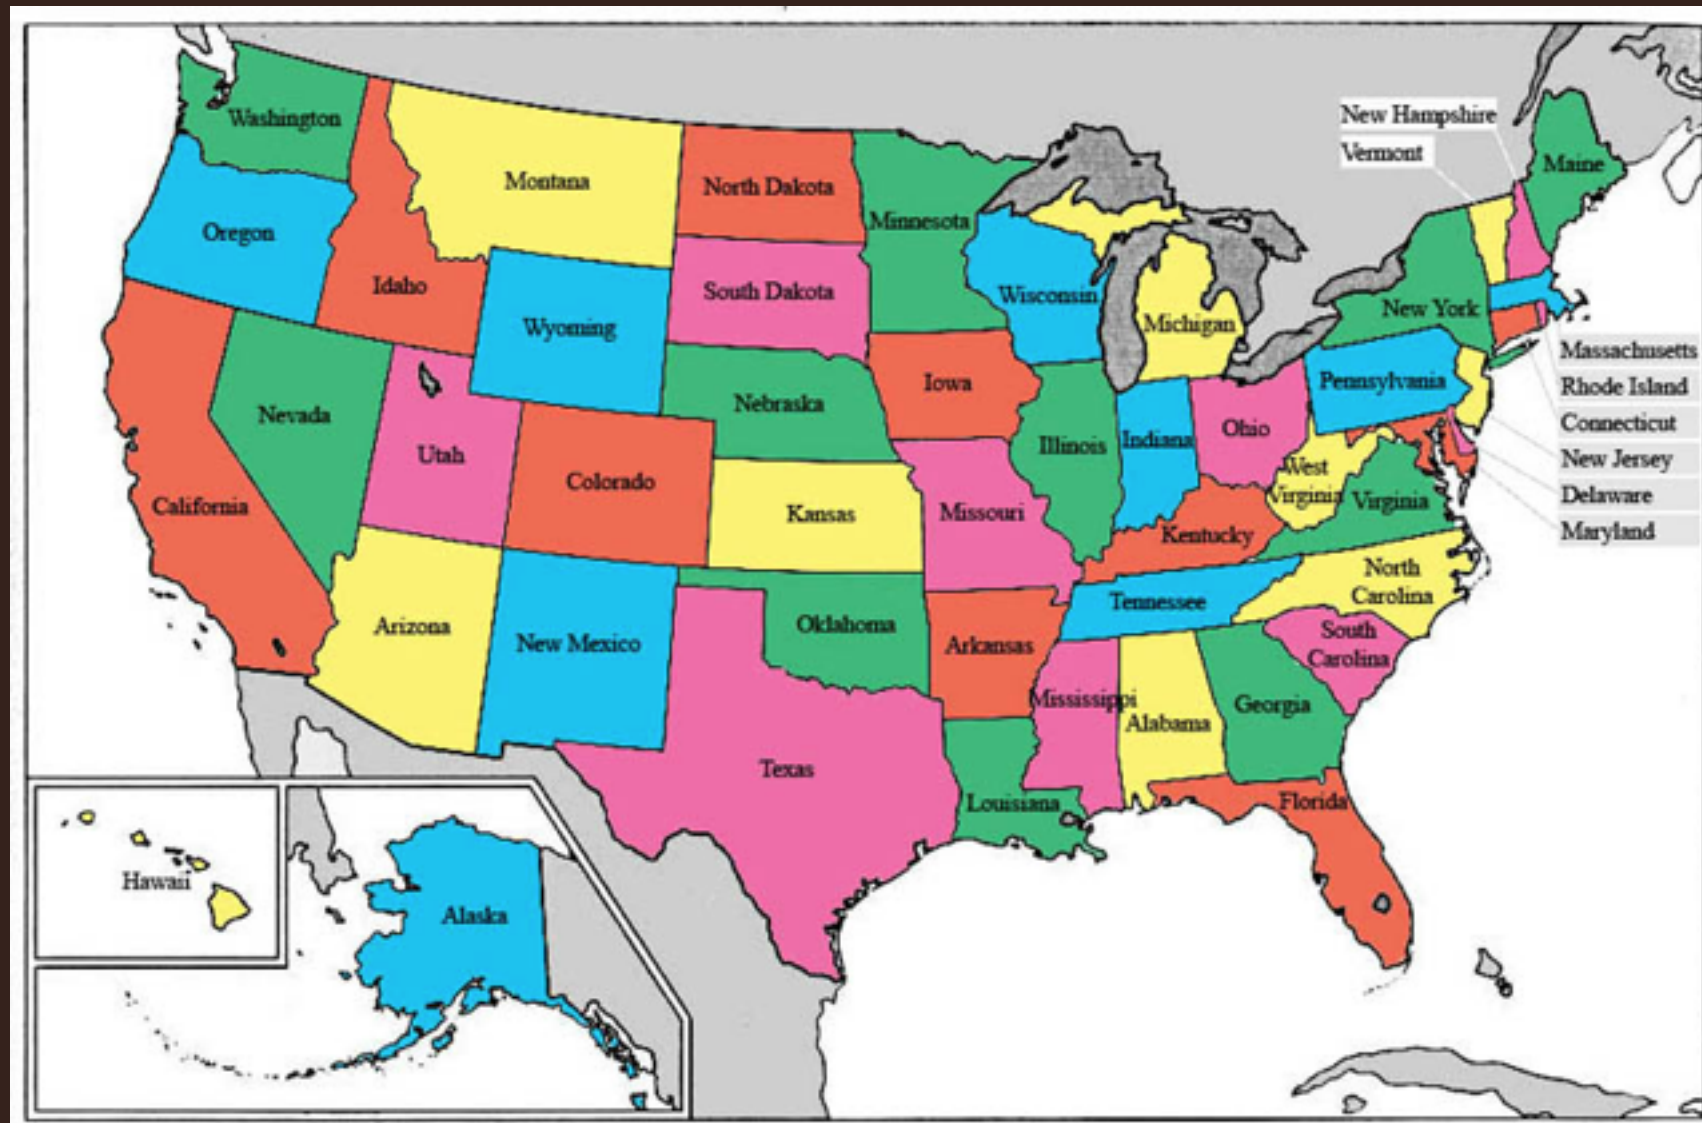 New Hampshire
Vermont
Washington
Maine
Montana
North Dakota
Minnesota
Oregon
Idaho
South Dakota
Wisconsin
Wyoming
New York
Michigan
Massachusetts
Rhode Island
Connecticut
New Jersey
Delaware
Maryland
Iowa
Pennsylvania
Nebraska
Nevada
Illinois
Indiana
Ohio
Utah
Colorado
West
Virginia
Virginia
California
Kansas
Missouri
Kentucky
North
Carolina
Tennessee
Arizona
New Mexico
Oklahoma
Arkansas
South
Carolina
Mississippi
Alabama
Georgia
Texas
Louisiana
Florida
Hawaii
Alaska